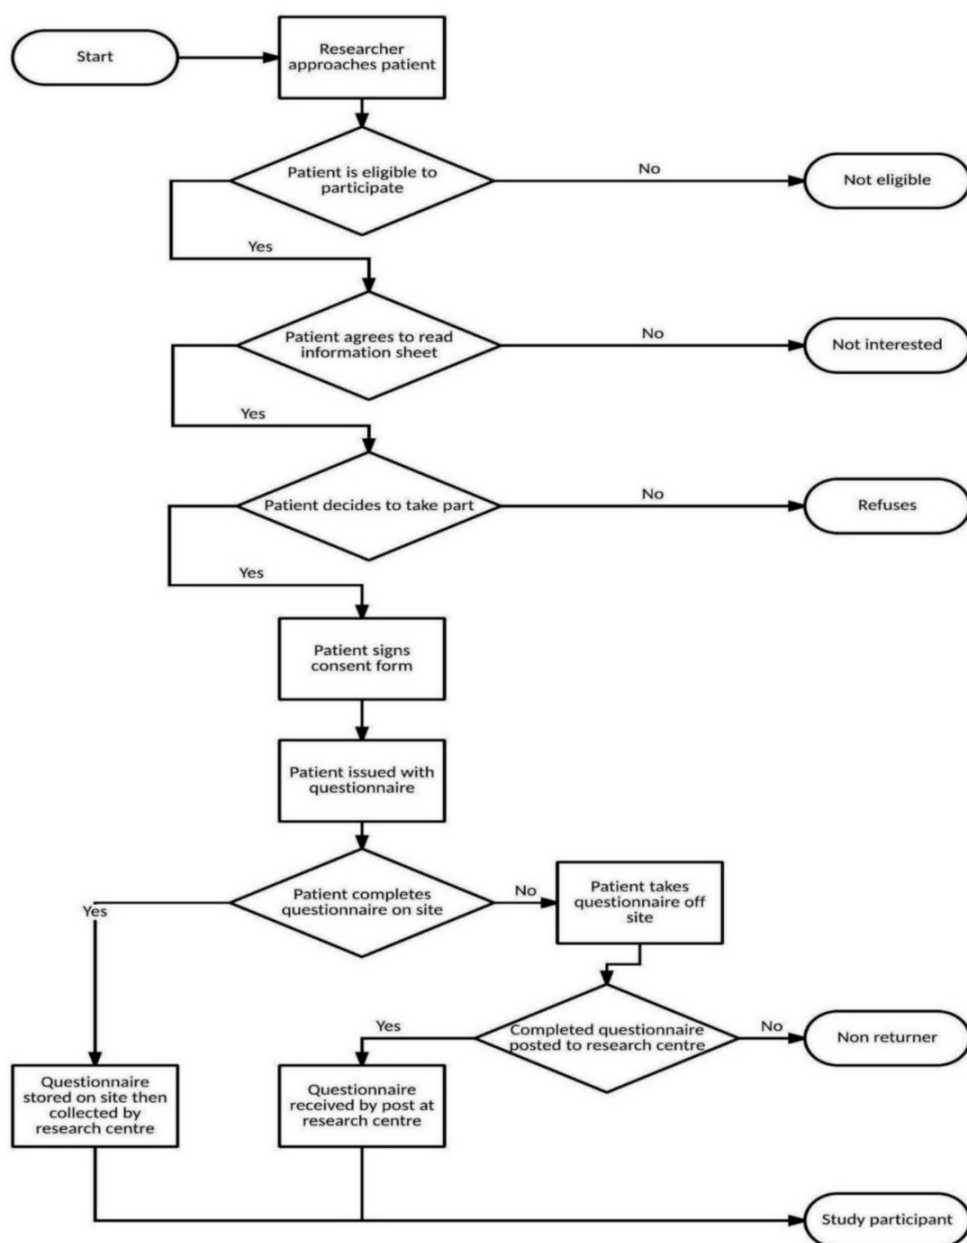 Start
Researcher
approaches patient
Patient is eligible to
participate
No
Not eligible
Yes
Patient agrees to read
information sheet
No
Not interested
Yes
Patient decides to take part
No
Refuses
Yes
Patient signs
consent form
Patient issued with
questionnaire
Patient completes
questionnaire on site
No
Patient takes
questionnaire off
site
Yes
Completed questionnaire
posted to research centre
No
Non returner
Yes
Questionnaire
stored on site then
collected by
research centre
Questionnaire
received by post at
research centre
Study participant